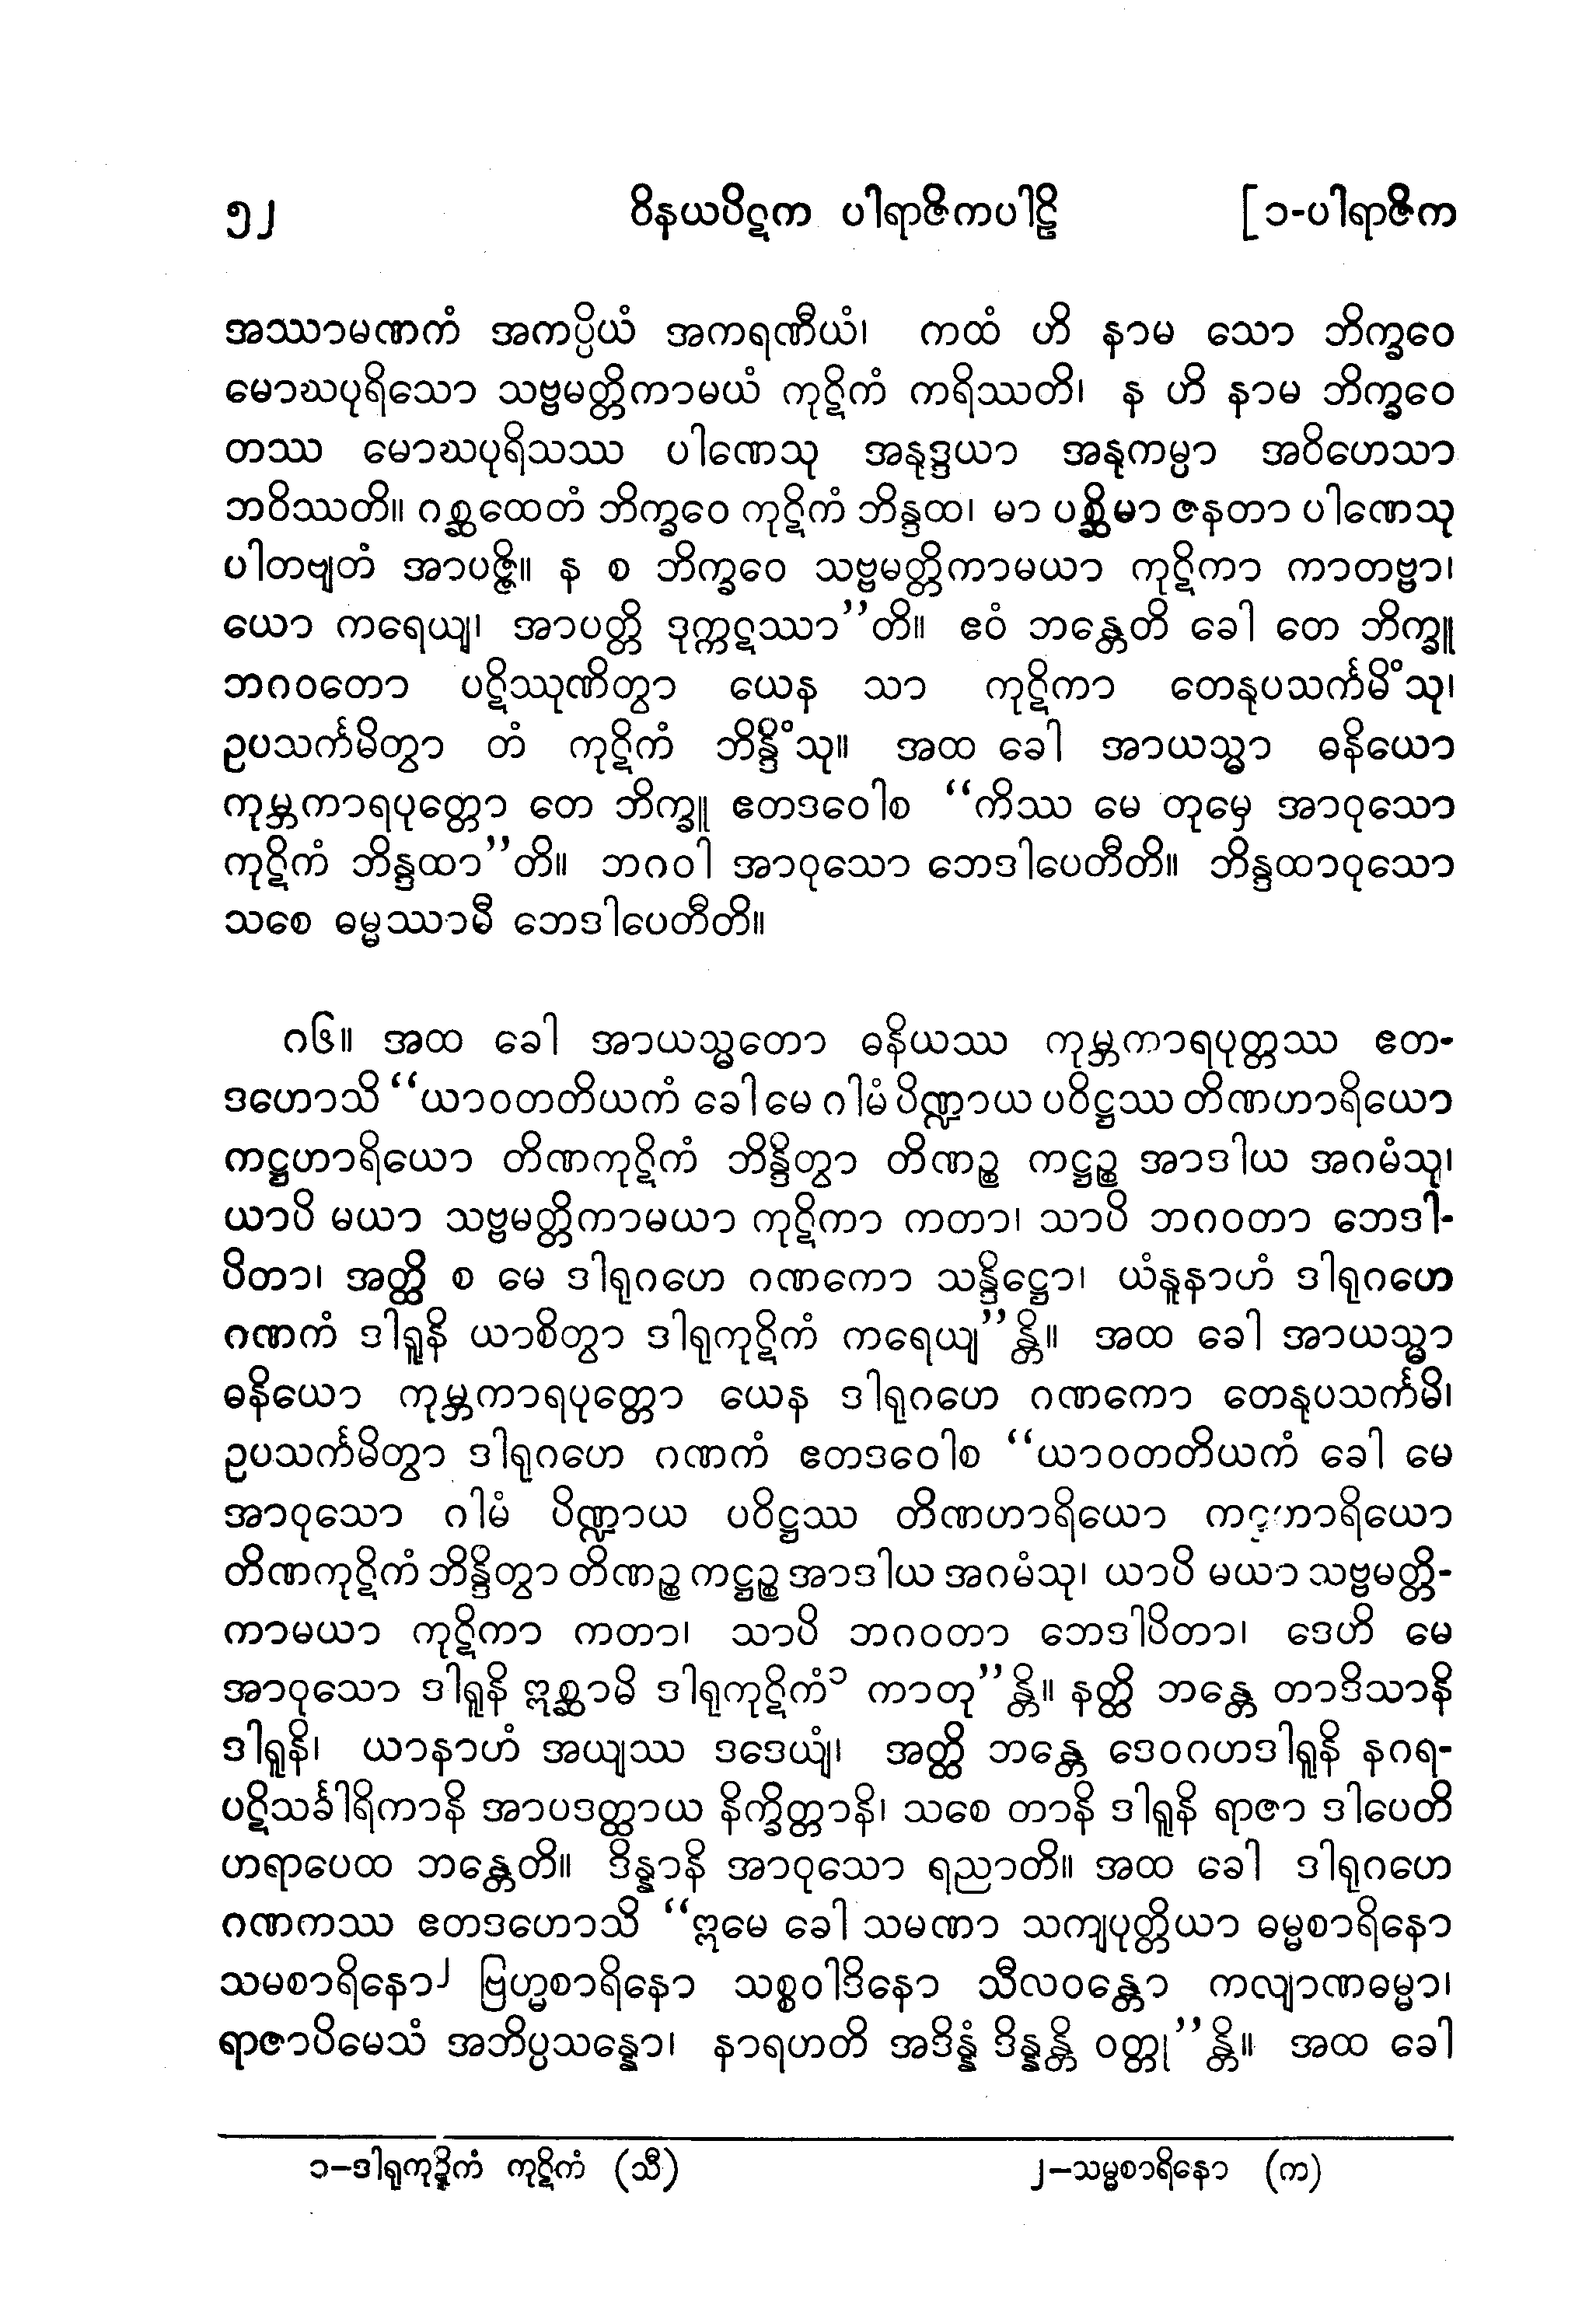 ၅၂ ဝိနယပိဋက ပါရာဇိကပါဠိ [၁-ပါရာဇိက
အဿာမဏကံ အကပ္ပိယံ အကရဏီယံ၊ ကထံ ဟိ နာမ သော ဘိက္ခဝေ
မောဃပုရိသော သဗ္ဗမတ္တိကာမယံ ကုဋိကံ ကရိဿတိ၊ န ဟိ နာမ ဘိက္ခဝေ
တဿ မောဃပုရိသဿ ပါဏေသု အနုဒ္ဒယာ အနုကမ္ပာ အဝိဟေသာ
ဘဝိဿတိ။ ဂစ္ဆထေတံ ဘိက္ခဝေ ကုဋိကံ ဘိန္ဒထ၊ မာ ပစ္ဆိမာ ဇနတာ ပါဏေသု
ပါတဗျတံ အာပဇ္ဇိ။ န စ ဘိက္ခဝေ သဗ္ဗမတ္တိကာမယာ ကုဋိကာ ကာတဗ္ဗာ၊
ယော ကရေယျ၊ အာပတ္တိ ဒုက္ကဋဿာ”တိ။ ဧဝံ ဘန္တေတိ ခေါ တေ ဘိက္ခူ
ဘဂဝတော ပဋိဿုဏိတွာ ယေန သာ ကုဋိကာ တေနုပသင်္ကမိံသု၊
ဥပသင်္ကမိတွာ တံ ကုဋိကံ ဘိန္ဒိံသု။ အထ ခေါ အာယသ္မာ ဓနိယော
ကုမ္ဘကာရပုတ္တော တေ ဘိက္ခူ ဧတဒဝေါစ “ကိဿ မေ တုမှေ အာဝုသော
ကုဋိကံ ဘိန္ဒထာ”တိ။ ဘဂဝါ အာဝုသော ဘေဒါပေတီတိ။ ဘိန္ဒထာဝုသော
သစေ ဓမ္မဿာမီ ဘေဒါပေတီတိ။
ဂ၆။ အထ ခေါ အာယသ္မတော ဓနိယဿ ကုမ္ဘကာရပုတ္တဿ ဧတ-
ဒဟောသိ “ယာဝတတိယကံ ခေါ မေ ဂါမံ ပိဏ္ဍာယ ပဝိဋ္ဌဿ တိဏဟာရိယော
ကဋ္ဌဟာရိယော တိဏကုဋိကံ ဘိန္ဒိတွာ တိဏဉ္စ ကဋ္ဌဉ္စ အာဒါယ အဂမံသု၊
ယာပိ မယာ သဗ္ဗမတ္တိကာမယာ ကုဋိကာ ကတာ၊ သာပိ ဘဂဝတာ ဘေဒါ-
ပိတာ၊ အတ္ထိ စ မေ ဒါရုဂဟေ ဂဏကော သန္ဒိဋ္ဌော၊ ယံနူနာဟံ ဒါရုဂဟေ
ဂဏကံ ဒါရူနိ ယာစိတွာ ဒါရုကုဋိကံ ကရေယျ”န္တိ။ အထ ခေါ အာယသ္မာ
ဓနိယော ကုမ္ဘကာရပုတ္တော ယေန ဒါရုဂဟေ ဂဏကော တေနုပသင်္ကမိ၊
ဥပသင်္ကမိတွာ ဒါရုဂဟေ ဂဏကံ ဧတဒဝေါစ “ယာဝတတိယကံ ခေါ မေ
အာဝုသော ဂါမံ ပိဏ္ဍာယ ပဝိဋ္ဌဿ တိဏဟာရိယော ကဋ္ဌဟာရိယော
တိဏကုဋိကံ ဘိန္ဒိတွာ တိဏဉ္စ ကဋ္ဌဉ္စ အာဒါယ အဂမံသု၊ ယာပိ မယာ သဗ္ဗမတ္တိ-
ကာမယာ ကုဋိကာ ကတာ၊ သာပိ ဘဂဝတာ ဘေဒါပိတာ၊ ဒေဟိ မေ
အာဝုသော ဒါရူနိ ဣစ္ဆာမိ ဒါရုကုဋိကံ၁ ကာတု”န္တိ။ နတ္ထိ ဘန္တေ တာဒိသာနိ
ဒါရူနိ၊ ယာနာဟံ အယျဿ ဒဒေယျံ၊ အတ္ထိ ဘန္တေ ဒေဝဂဟဒါရူနိ နဂရ-
ပဋိသင်္ခါရိကာနိ အာပဒတ္ထာယ နိက္ခိတ္တာနိ၊ သစေ တာနိ ဒါရူနိ ရာဇာ ဒါပေတိ
ဟရာပေထ ဘန္တေတိ။ ဒိန္နာနိ အာဝုသော ရညာတိ။ အထ ခေါ ဒါရုဂဟေ
ဂဏကဿ ဧတဒဟောသိ “ဣမေ ခေါ သမဏာ သကျပုတ္တိယာ ဓမ္မစာရိနော
သမစာရိနော၂ ဗြဟ္မစာရိနော သစ္စဝါဒိနော သီလဝန္တော ကလျာဏဓမ္မာ၊
ရာဇာပိမေသံ အဘိပ္ပသန္နော၊ နာရဟတိ အဒိန္နံ ဒိန္နန္တိ ဝတ္တု”န္တိ။ အထ ခေါ
၁-ဒါရုကုဍ္ဍိကံ ကုဋိကံ (သီ) ၂-သမ္မစာရိနော (က)